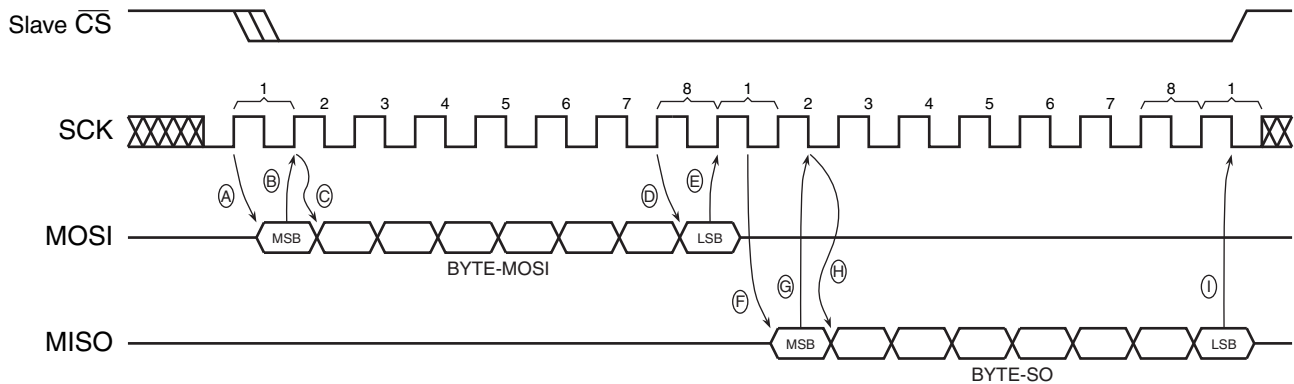 Slave CS
1 2 3 4 5 6 7 8 1 2 3 4 5 6 7 8 1
SCK
A B C D E
MOSI MSB LSB
BYTE-MOSI
F G H I
MISO MSB LSB
BYTE-SO